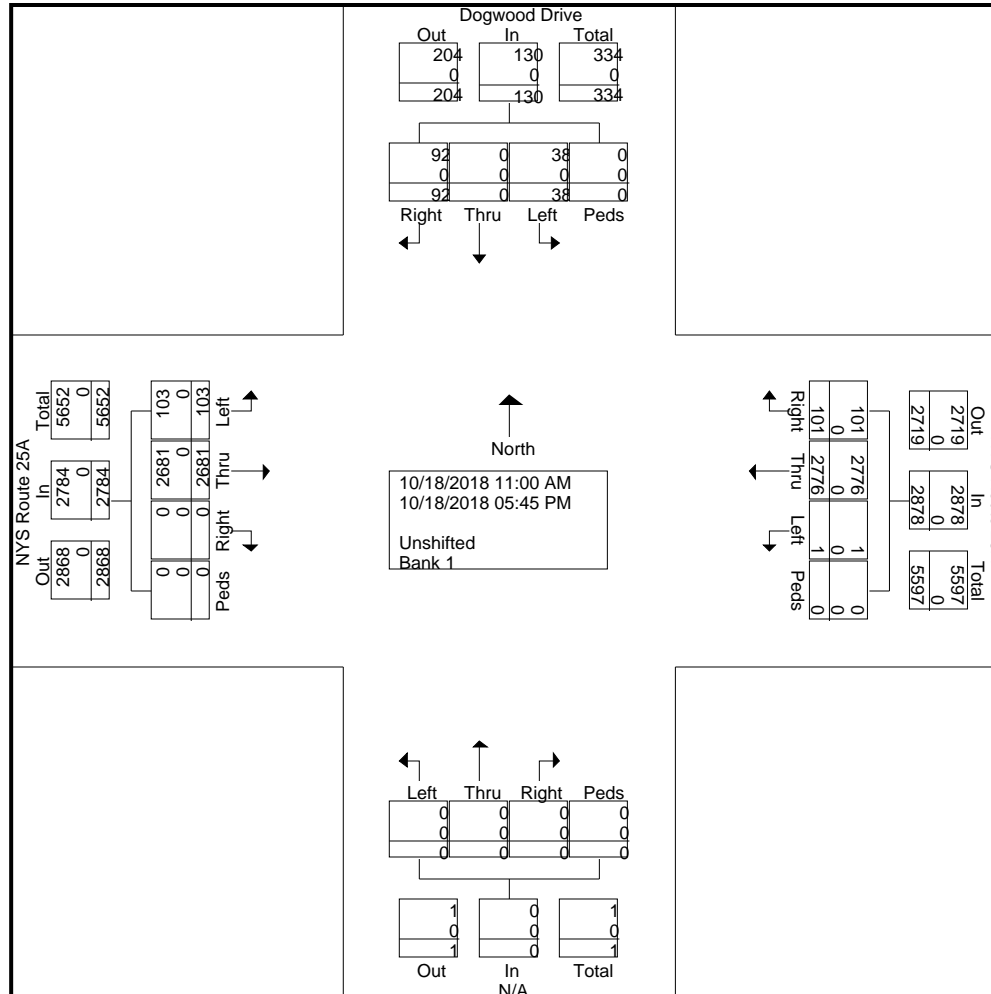 Dogwood Drive
Out In Total
204 130 334
0 0 0
204 130 334
92 0 38 0
0 0 0 0
92 0 38 0
Right Thru Left Peds
NYS Route 25A
Total In Out
5652 2784 2868
0 0 0
5652 2784 2868
103 2681 0 0
0 0 0 0
103 2681 0 0
Left Thru Right Peds
North
10/18/2018 11:00 AM
10/18/2018 05:45 PM
Unshifted
Bank 1
Right Thru Left Peds
101 2776 1 0
0 0 0 0
101 2776 1 0
Out In Total
2719 2878 5597
0 0 0
2719 2878 5597
Left Thru Right Peds
0 0 0 0
0 0 0 0
0 0 0 0
1 0 1
0 0 0
1 0 1
Out In Total
N/A